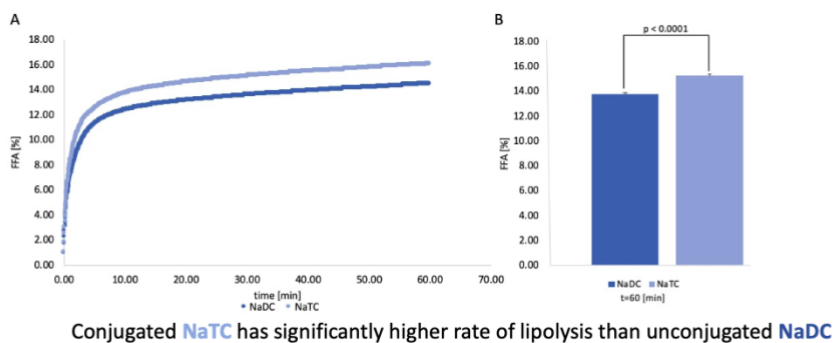 A
18.00
16.00
14.00
12.00
10.00
8.00
6.00
4.00
2.00
0.00
FFA [%]
0.00 10.00 20.00 30.00 40.00 50.00 60.00 70.00
time [min]
NaDC NaTC
B
p < 0.0001
18.00
16.00
14.00
12.00
10.00
8.00
6.00
4.00
2.00
0.00
FFA [%]
NaDC NaTC
t=60 [min]
Conjugated NaTC has significantly higher rate of lipolysis than unconjugated NaDC